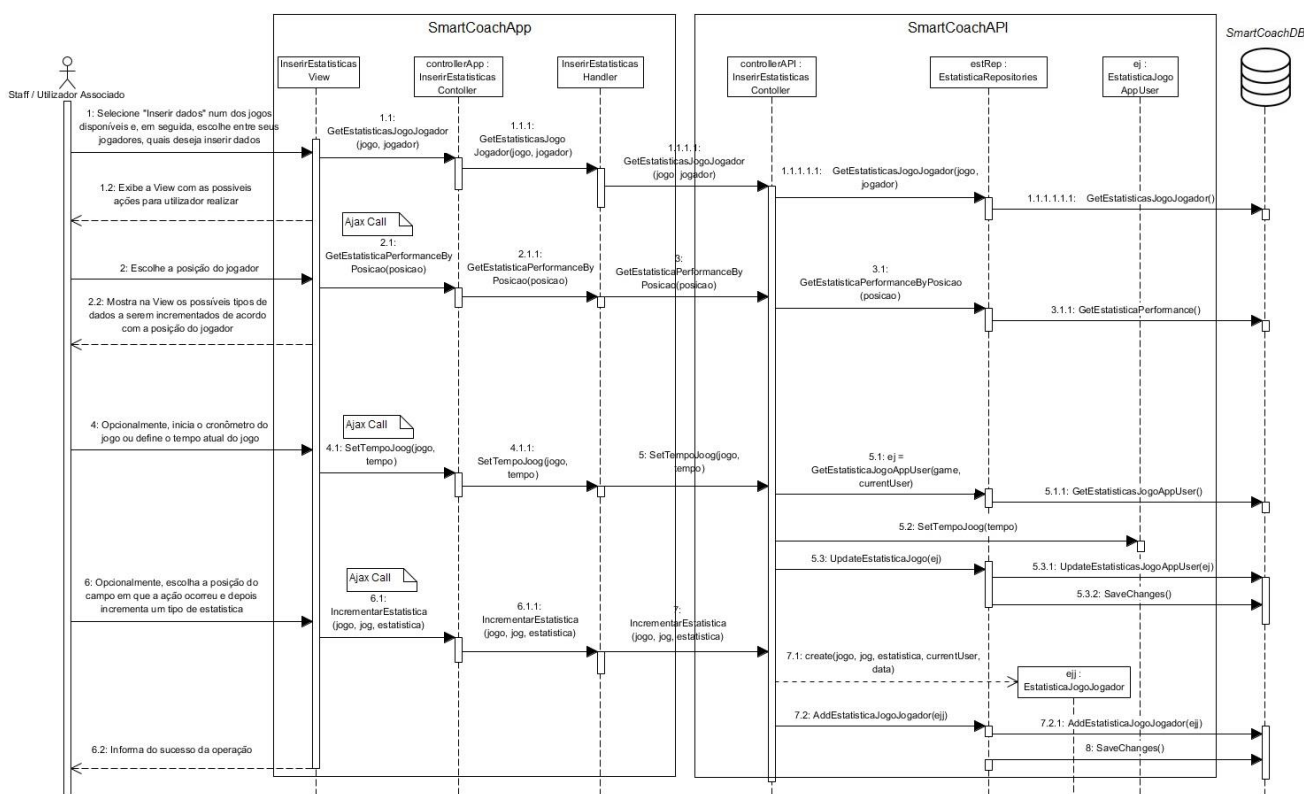 SmartCoachApp
SmartCoachAPI
SmartCoachDB
InserirEstatisticas
View
controllerApp :
InserirEstatisticas
Contoller
InserirEstatisticas
Handler
controllerAPI :
InserirEstatisticas
Contoller
estRep :
EstatisticaRepositories
ej :
EstatisticaJogo
AppUser
Staff / Utilizador Associado
1: Selecione "Inserir dados" num dos jogos
disponíveis e, em seguida, escolhe entre seus
jogadores, quais deseja inserir dados
1.1:
GetEstatisticasJogoJogador
(jogo, jogador)
1.1.1:
GetEstatisticasJogo
Jogador(jogo, jogador)
1.1.1.1:
GetEstatisticasJogoJogador
(jogo, jogador)
1.1.1.1.1: GetEstatisticasJogoJogador(jogo,
jogador)
1.1.1.1.1.1: GetEstatisticasJogoJogador()
1.2: Exibe a View com as possiveis
ações para utilizador realizar
Ajax Call
2: Escolhe a posição do jogador
2.1:
GetEstatisticaPerformanceBy
Posicao(posicao)
2.1.1:
GetEstatisticaPerformanceBy
Posicao(posicao)
3:
GetEstatisticaPerformanceBy
Posicao(posicao)
3.1:
GetEstatisticaPerformanceByPosicao
(posicao)
3.1.1: GetEstatisticaPerformance()
2.2: Mostra na View os possíveis tipos de
dados a serem incrementados de acordo
com a posição do jogador
Ajax Call
4: Opcionalmente, inicia o cronômetro do
jogo ou define o tempo atual do jogo
4.1: SetTempoJoog(jogo,
tempo)
4.1.1:
SetTempoJoog(jogo,
tempo)
5: SetTempoJoog(jogo,
tempo)
5.1: ej =
GetEstatisticaJogoAppUser(game,
currentUser)
5.1.1: GetEstatisticasJogoAppUser()
5.2: SetTempoJoog(tempo)
5.3: UpdateEstatisticaJogo(ej)
5.3.1: UpdateEstatisticasJogoAppUser(ej)
5.3.2: SaveChanges()
Ajax Call
6: Opcionalmente, escolha a posição do
campo em que a ação ocorreu e depois
incrementa um tipo de estatistica
6.1:
IncrementarEstatistica
(jogo, jog, estatistica)
6.1.1:
IncrementarEstatistica
(jogo, jog, estatistica)
7:
IncrementarEstatistica
(jogo, jog, estatistica)
7.1: create(jogo, jog, estatistica, currentUser,
data)
ejj :
EstatisticaJogoJogador
7.2: AddEstatisticaJogoJogador(ejj)
7.2.1: AddEstatisticaJogoJogador(ejj)
6.2: Informa do sucesso da operação
8: SaveChanges()